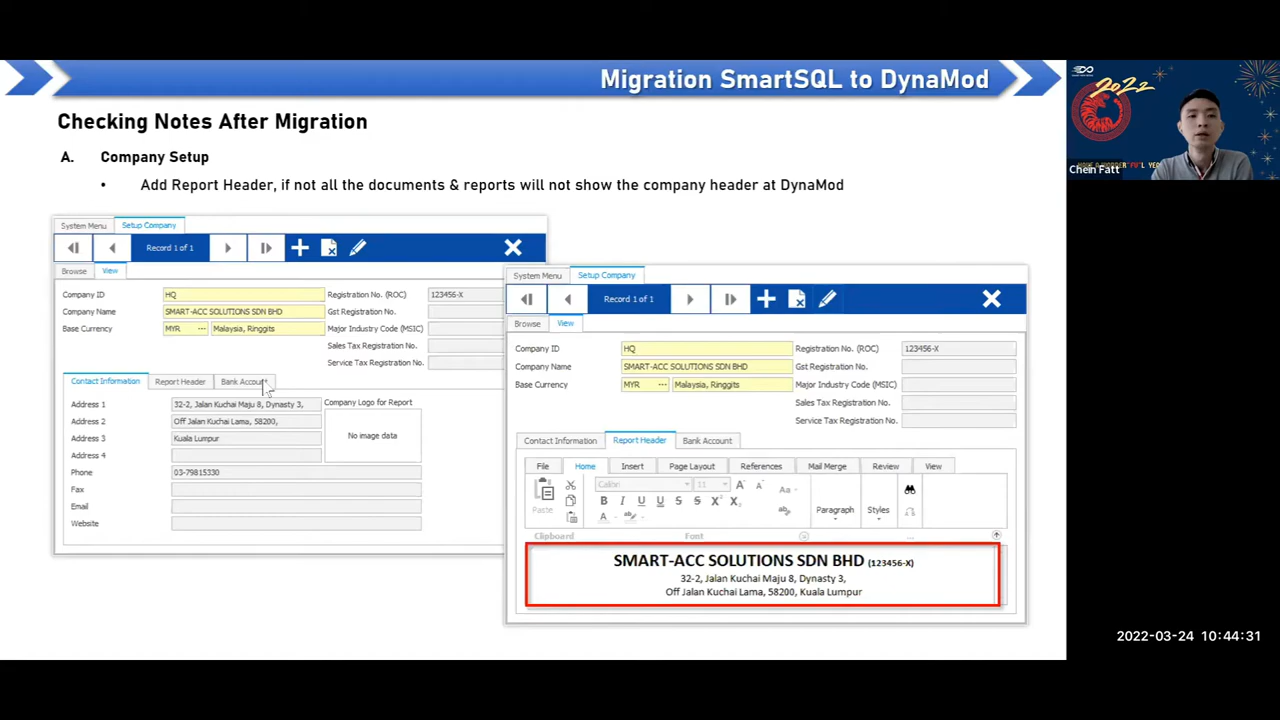 Migration SmartSQL to DynaMod
Checking Notes After Migration
A. Company Setup
• Add Report Header, if not all the documents & reports will not show the company header at DynaMod
System Menu Setup Company
Record 1 of 1
Browse View
Company ID HQ Registration No. (ROC) 123456-X
Company Name SMART-ACC SOLUTIONS SDN BHD Gst Registration No.
Base Currency MYR ··· Malaysia, Ringgits Major Industry Code (MSIC)
Sales Tax Registration No.
Service Tax Registration No.
Contact Information Report Header Bank Account
Address 1 32-2, Jalan Kuchai Maju 8, Dynasty 3, Company Logo for Report
Address 2 Off Jalan Kuchai Lama, 58200,
Address 3 Kuala Lumpur No image data
Address 4
Phone 03-79815330
Fax
Email
Website
System Menu Setup Company
Record 1 of 1
Browse View
Company ID HQ Registration No. (ROC) 123456-X
Company Name SMART-ACC SOLUTIONS SDN BHD Gst Registration No.
Base Currency MYR ··· Malaysia, Ringgits Major Industry Code (MSIC)
Sales Tax Registration No.
Service Tax Registration No.
Contact Information Report Header Bank Account
File Home Insert Page Layout References Mail Merge Review View
Calibri 11 A A Aa
Paste B I U U S S X² X₂ Paragraph Styles
A ab
Clipboard Font ...
SMART-ACC SOLUTIONS SDN BHD (123456-X)
32-2, Jalan Kuchai Maju 8, Dynasty 3,
Off Jalan Kuchai Lama, 58200, Kuala Lumpur
2022
Chein Fatt
2022-03-24 10:44:31